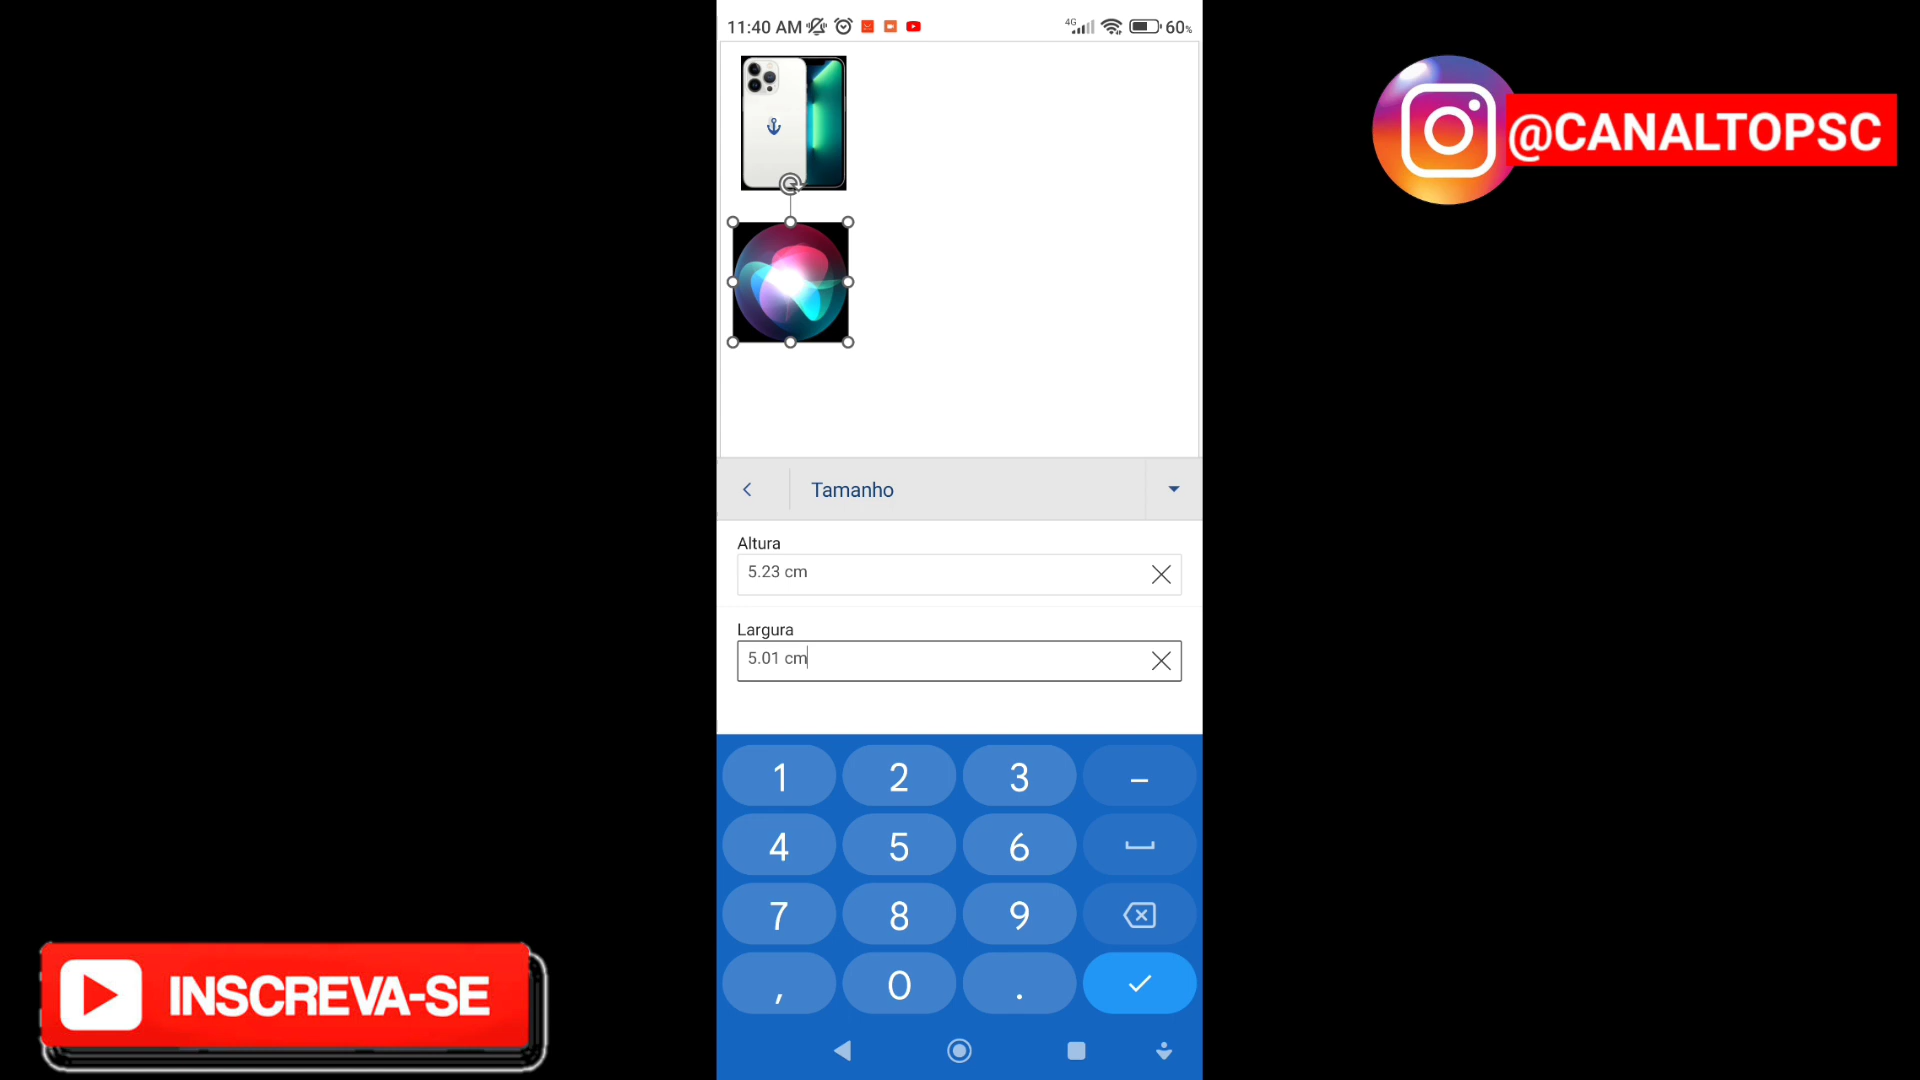 11:40 AM
4G
60%
@CANALTOPSC
Tamanho
Altura
5.23 cm
Largura
5.01 cm
1 2 3 –
4 5 6
7 8 9
, 0 .
INSCREVA-SE